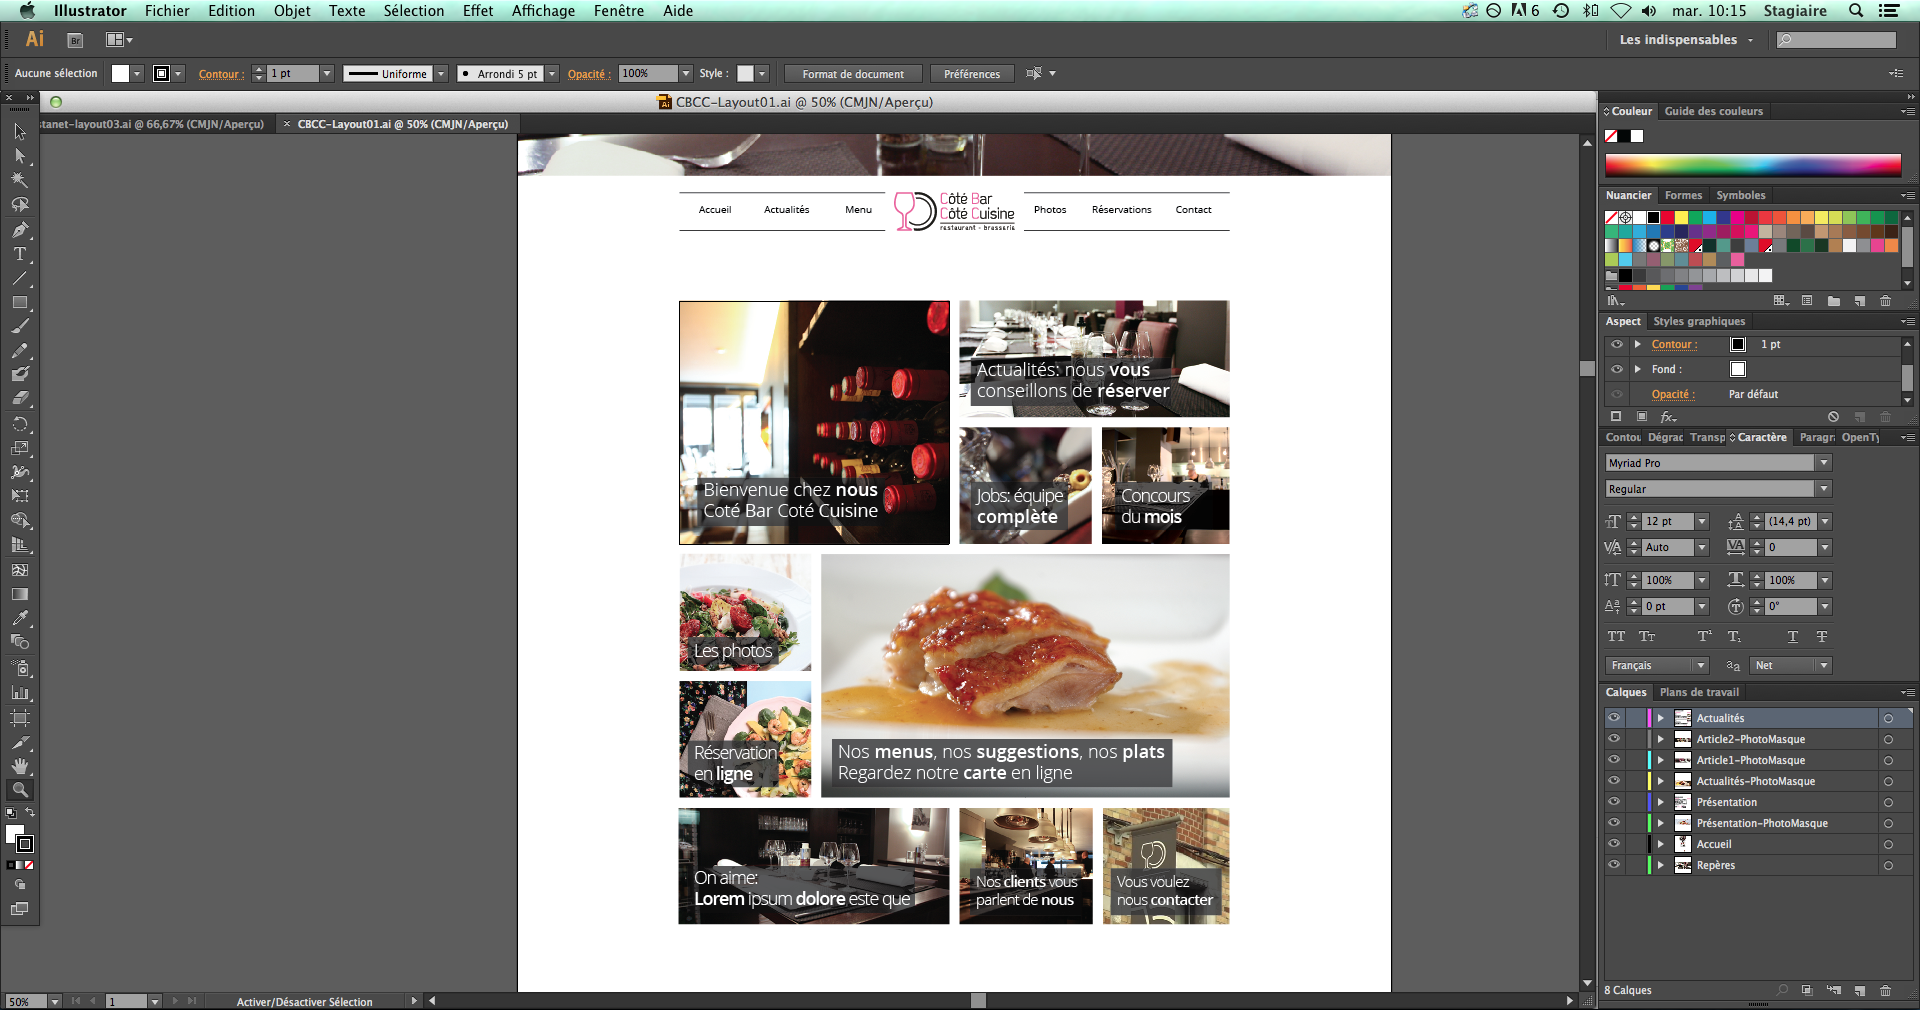 Illustrator Fichier Edition Objet Texte Sélection Effet Affichage Fenêtre Aide 6 mar. 10:15 Stagiaire
Ai Br Les indispensables
Aucune sélection Contour : 1 pt Uniforme Arrondi 5 pt Opacité : 100% Style : Format de document Préférences
CBCC-Layout01.ai @ 50% (CMJN/Aperçu)
stanet-layout03.ai @ 66,67% (CMJN/Aperçu) × CBCC-Layout01.ai @ 50% (CMJN/Aperçu)
Accueil Actualités Menu
Côté Bar
Côté Cuisine
restaurant - brasserie
Photos Réservations Contact
Bienvenue chez nous
Coté Bar Coté Cuisine
Actualités: nous vous
conseillons de réserver
Jobs: équipe
complète
Concours
du mois
Les photos
Réservation
en ligne
Nos menus, nos suggestions, nos plats
Regardez notre carte en ligne
On aime:
Lorem ipsum dolore este que
Nos clients vous
parlent de nous
Vous voulez
nous contacter
50% 1 Activer/Désactiver Sélection
Couleur Guide des couleurs
Nuancier Formes Symboles
Aspect Styles graphiques
Contour : 1 pt
Fond :
Opacité : Par défaut
fx
Contou Dégrad Transp Caractère Paragra OpenTy
Myriad Pro
Regular
12 pt (14,4 pt)
Auto 0
100% 100%
0 pt 0°
Français Net
Calques Plans de travail
Actualités
Article2-PhotoMasque
Article1-PhotoMasque
Actualités-PhotoMasque
Présentation
Présentation-PhotoMasque
Accueil
Repères
8 Calques